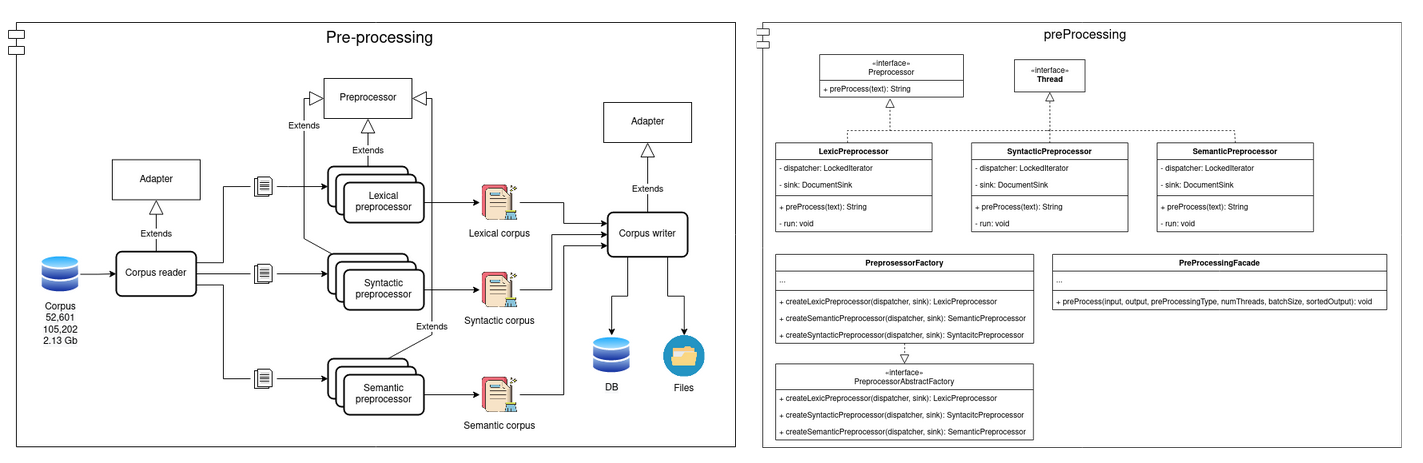 Pre-processing
Preprocessor
Extends
Extends
Adapter
Adapter
Extends
Extends
Lexical
preprocessor
Lexical corpus
Corpus writer
Corpus reader
Syntactic
preprocessor
Syntactic corpus
Corpus
52,601
105,202
2.13 Gb
Extends
Semantic
preprocessor
Semantic corpus
DB
Files
preProcessing
«interface»
Preprocessor
+ preProcess(text): String
«interface»
Thread
LexicPreprocessor
- dispatcher: LockedIterator
- sink: DocumentSink
+ preProcess(text): String
- run: void
SyntacticPreprocessor
- dispatcher: LockedIterator
- sink: DocumentSink
+ preProcess(text): String
- run: void
SemanticPreprocessor
- dispatcher: LockedIterator
- sink: DocumentSink
+ preProcess(text): String
- run: void
PreprosessorFactory
...
+ createLexicPreprocessor(dispatcher, sink): LexicPreprocessor
+ createSemanticPreprocessor(dispatcher, sink): SemanticPreprocessor
+ createSyntacticPreprocessor(dispatcher, sink): SyntacitcPreprocessor
PreProcessingFacade
...
+ preProcess(input, output, preProcessingType, numThreads, batchSize, sortedOutput): void
«interface»
PreprocessorAbstractFactory
+ createLexicPreprocessor(dispatcher, sink): LexicPreprocessor
+ createSyntacticPreprocessor(dispatcher, sink): SyntacitcPreprocessor
+ createSemanticPreprocessor(dispatcher, sink): SemanticPreprocessor